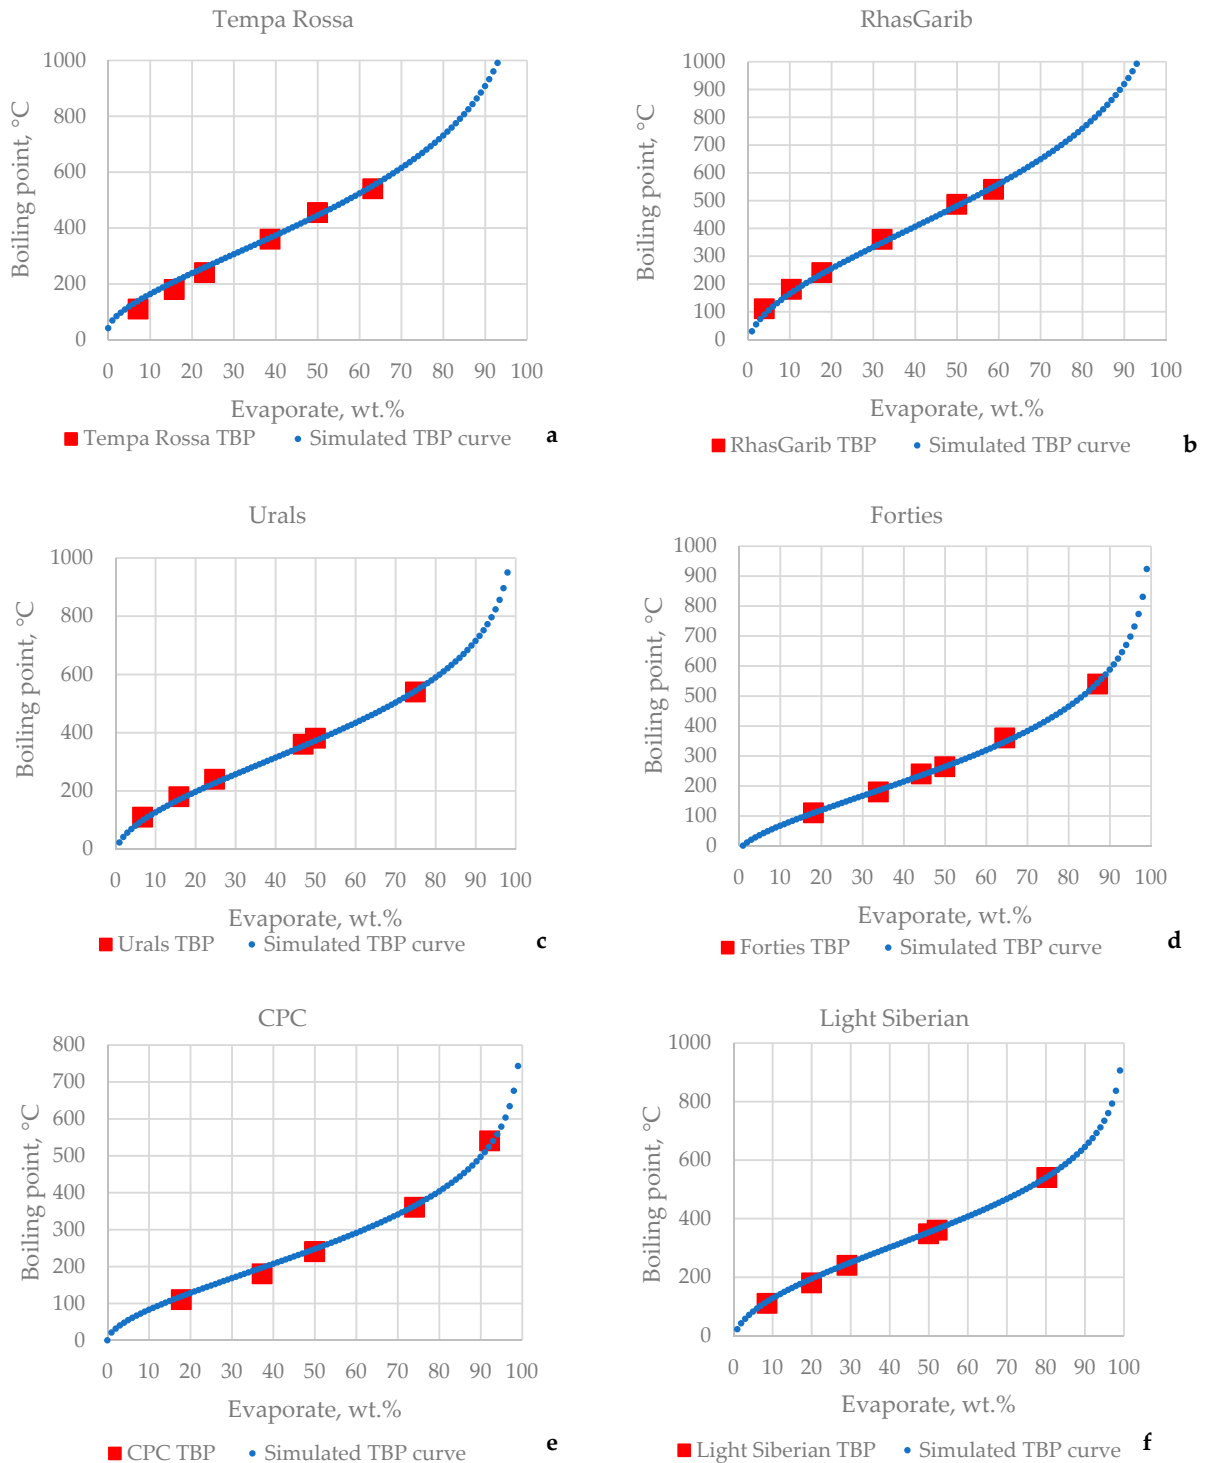 Tempa Rossa
1000
800
600
400
200
0
Boiling point, °C
0 10 20 30 40 50 60 70 80 90 100
Evaporate, wt.%
Tempa Rossa TBP Simulated TBP curve a
RhasGarib
1000
900
800
700
600
500
400
300
200
100
0
Boiling point, °C
0 10 20 30 40 50 60 70 80 90 100
Evaporate, wt.%
RhasGarib TBP Simulated TBP curve b
Urals
1000
800
600
400
200
0
Boiling point, °C
0 10 20 30 40 50 60 70 80 90 100
Evaporate, wt.%
Urals TBP Simulated TBP curve c
Forties
1000
900
800
700
600
500
400
300
200
100
0
Boiling point, °C
0 10 20 30 40 50 60 70 80 90 100
Evaporate, wt.%
Forties TBP Simulated TBP curve d
CPC
800
700
600
500
400
300
200
100
0
Boiling point, °C
0 10 20 30 40 50 60 70 80 90 100
Evaporate, wt.%
CPC TBP Simulated TBP curve e
Light Siberian
1000
800
600
400
200
0
Boiling point, °C
0 10 20 30 40 50 60 70 80 90 100
Evaporate, wt.%
Light Siberian TBP Simulated TBP curve f